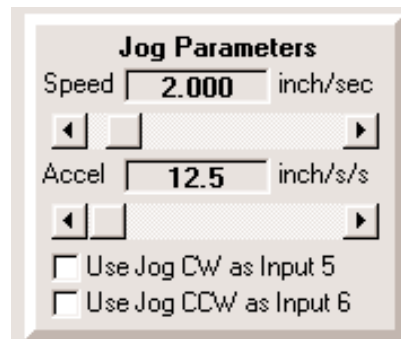 Jog Parameters
Speed 2.000 inch/sec
Accel 12.5 inch/s/s
Use Jog CW as Input 5
Use Jog CCW as Input 6